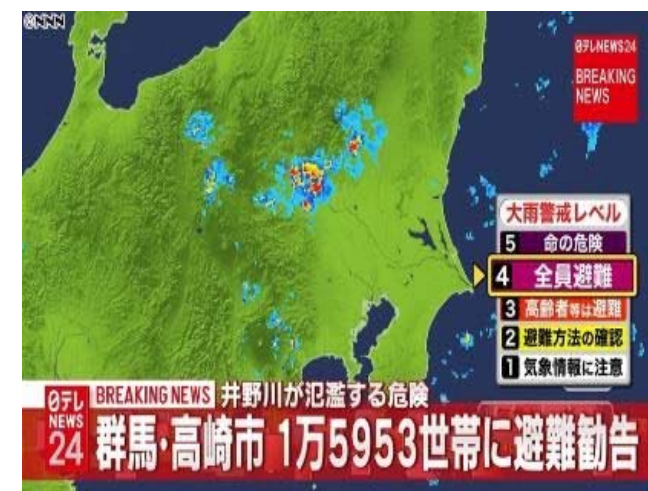 ©NNN
日テレNEWS24
BREAKING
NEWS
大雨警戒レベル
5 命の危険
4 全員避難
3 高齢者等は避難
2 避難方法の確認
1 気象情報に注意
日テレ
NEWS
24
BREAKING NEWS 井野川が氾濫する危険
群馬・高崎市 1万5953世帯に避難勧告